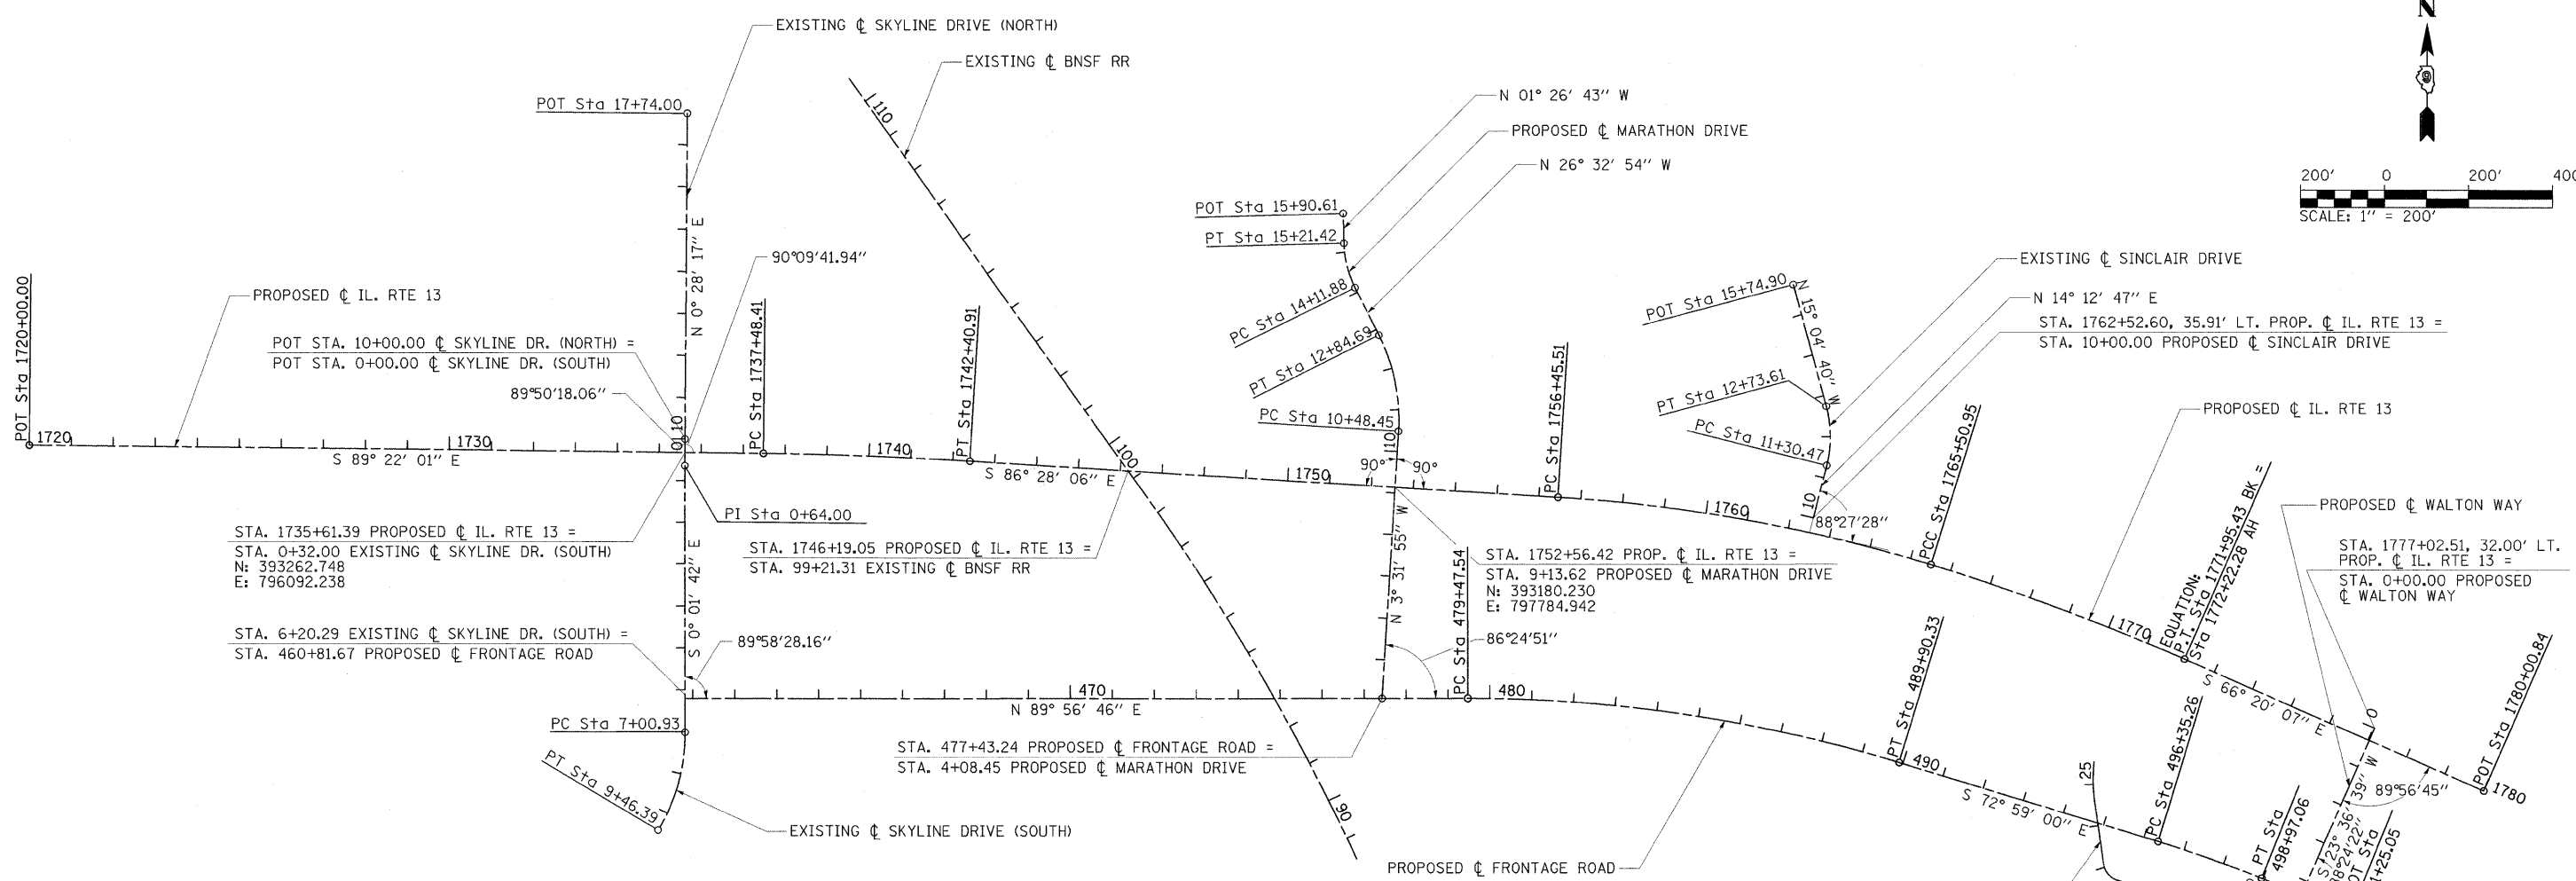 EXISTING ℄ SKYLINE DRIVE (NORTH)
N
EXISTING ℄ BNSF RR
POT Sta 17+74.00
110
N 01° 26' 43" W
PROPOSED ℄ MARATHON DRIVE
N 26° 32' 54" W
9
200' 0 200' 400
SCALE: 1" = 200'
POT Sta 15+90.61
PT Sta 15+21.42
N 0° 28' 17" E
90°09'41.94"
EXISTING ℄ SINCLAIR DRIVE
PC Sta 14+11.88
POT Sta 15+74.90
N 15° 04' 40" W
N 14° 12' 47" E
PROPOSED ℄ IL. RTE 13
STA. 1762+52.60, 35.91' LT. PROP. ℄ IL. RTE 13 =
STA. 10+00.00 PROPOSED ℄ SINCLAIR DRIVE
POT STA. 10+00.00 ℄ SKYLINE DR. (NORTH) =
POT STA. 0+00.00 ℄ SKYLINE DR. (SOUTH)
POT Sta 1720+00.00
PC Sta 1737+48.41
PT Sta 1742+40.91
PT Sta 12+84.69
PC Sta 1756+45.51
PT Sta 12+73.61
89°50'18.06"
PC Sta 10+48.45
PC Sta 11+30.47
PCC Sta 1765+50.95
PROPOSED ℄ IL. RTE 13
1720
1730
10
0
1740
100
1750
10
90°
90°
1760
10
88°27'28"
S 89° 22' 01" E
S 86° 28' 06" E
PI Sta 0+64.00
EQUATION:
P.T. Sta 1771+95.43 BK =
Sta 1772+22.28 AH
PROPOSED ℄ WALTON WAY
STA. 1735+61.39 PROPOSED ℄ IL. RTE 13 =
STA. 0+32.00 EXISTING ℄ SKYLINE DR. (SOUTH)
N: 393262.748
E: 796092.238
STA. 1746+19.05 PROPOSED ℄ IL. RTE 13 =
STA. 99+21.31 EXISTING ℄ BNSF RR
STA. 1752+56.42 PROP. ℄ IL. RTE 13 =
STA. 9+13.62 PROPOSED ℄ MARATHON DRIVE
N: 393180.230
E: 797784.942
STA. 1777+02.51, 32.00' LT.
PROP. ℄ IL. RTE 13 =
STA. 0+00.00 PROPOSED
℄ WALTON WAY
S 0° 01' 42" E
N 3° 31' 55" W
PC Sta 479+47.54
1770
STA. 6+20.29 EXISTING ℄ SKYLINE DR. (SOUTH) =
STA. 460+81.67 PROPOSED ℄ FRONTAGE ROAD
89°58'28.16"
86°24'51"
PT Sta 489+90.33
POT Sta 1780+00.84
S 66° 20' 07" E
0
470
480
N 89° 56' 46" E
PC Sta 7+00.93
PT Sta 9+46.39
STA. 477+43.24 PROPOSED ℄ FRONTAGE ROAD =
STA. 4+08.45 PROPOSED ℄ MARATHON DRIVE
490
25
PC Sta 496+35.26
S 72° 59' 00" E
89°56'45"
1780
S 23° 36' 39" W
90
EXISTING ℄ SKYLINE DRIVE (SOUTH)
PROPOSED ℄ FRONTAGE ROAD
PT Sta
498+97.06
POT Sta